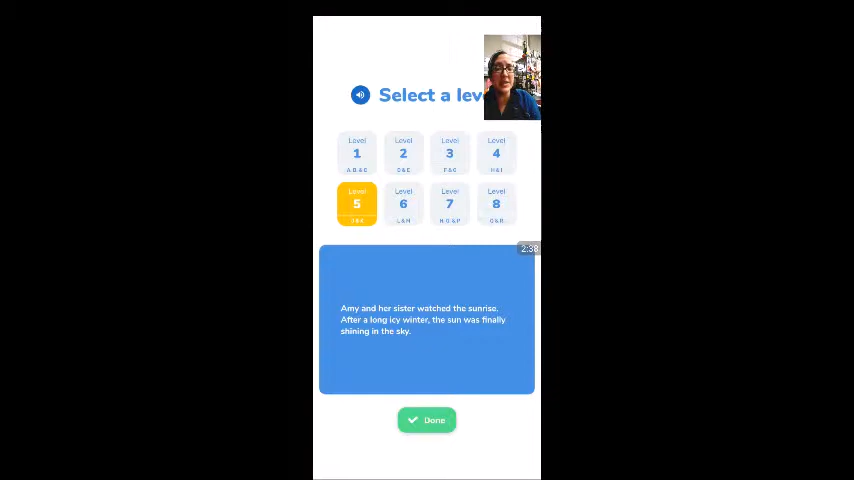 Select a lev
Level
1
A B & C
Level
2
D & E
Level
3
F & G
Level
4
H & I
Level
5
J & K
Level
6
L & M
Level
7
N O & P
Level
8
Q & R
2:38
Amy and her sister watched the sunrise.
After a long icy winter, the sun was finally
shining in the sky.
Done